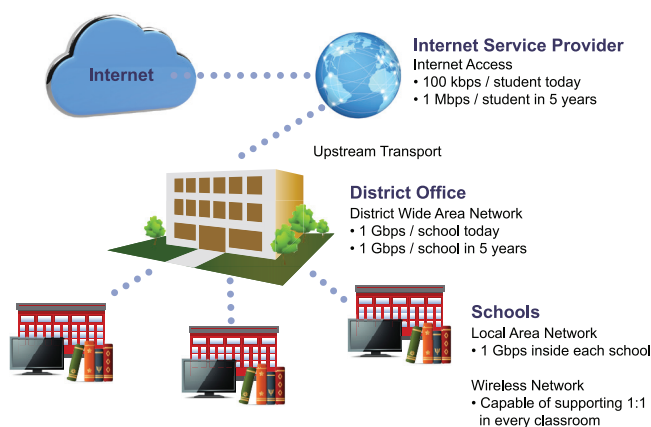 Internet
Internet Service Provider
Internet Access
• 100 kbps / student today
• 1 Mbps / student in 5 years
Upstream Transport
District Office
District Wide Area Network
• 1 Gbps / school today
• 1 Gbps / school in 5 years
Schools
Local Area Network
• 1 Gbps inside each school
Wireless Network
• Capable of supporting 1:1
in every classroom